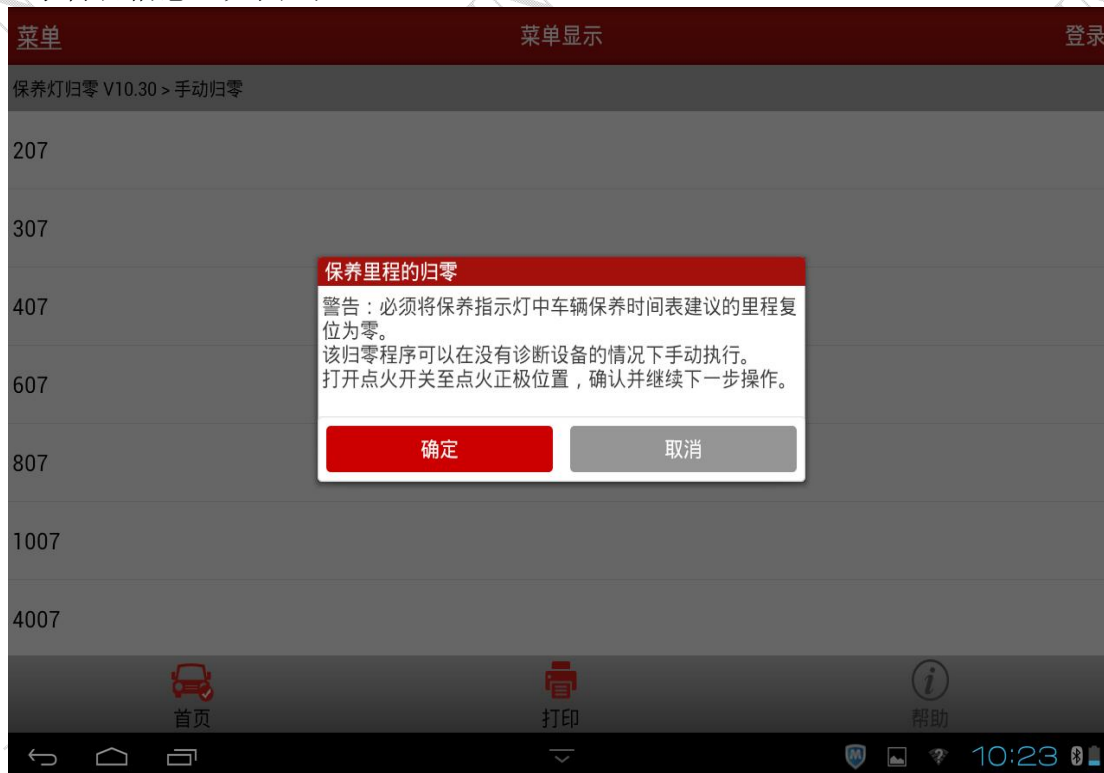 菜单
菜单显示
登录
保养灯归零 V10.30 > 手动归零
207
307
407
607
807
1007
4007
保养里程的归零
警告：必须将保养指示灯中车辆保养时间表建议的里程复
位为零。
该归零程序可以在没有诊断设备的情况下手动执行。
打开点火开关至点火正极位置，确认并继续下一步操作。
确定
取消
首页
打印
帮助
10:23